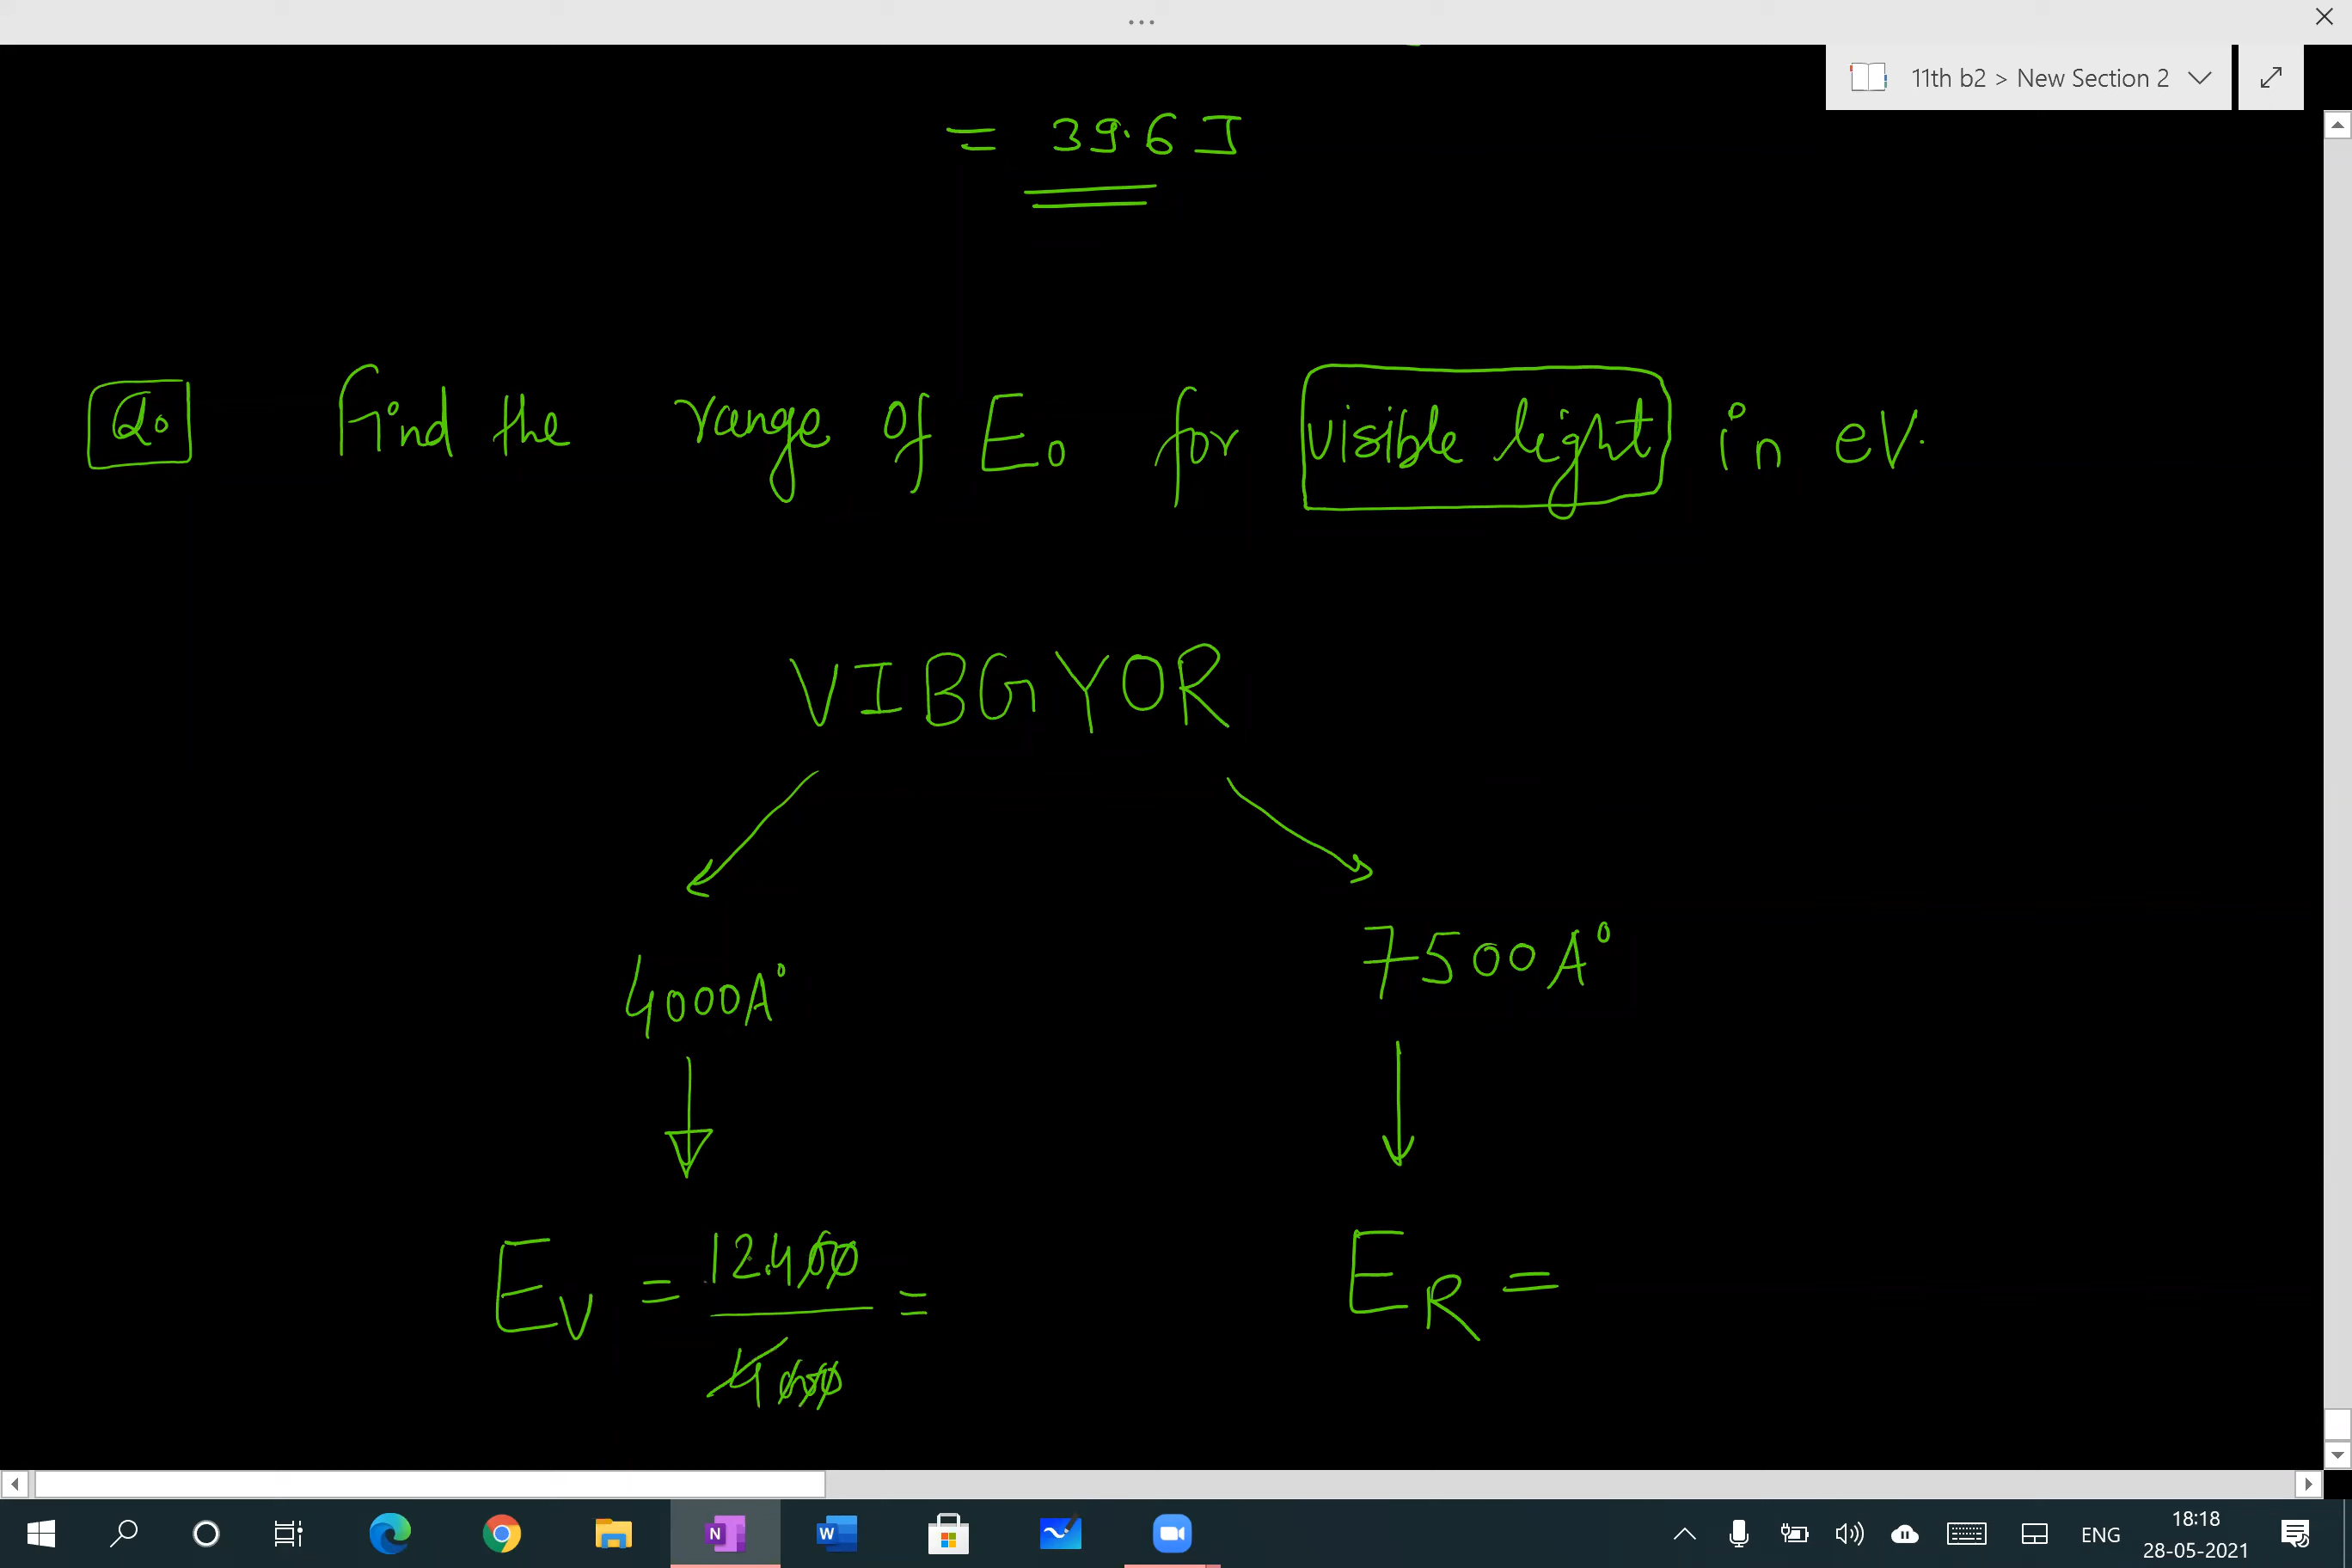 ...
11th b2 > New Section 2
= 39.6 J
Q. Find the range of E₀ for visible light in eV.
VIBGYOR
4000A° 7500A°
E_V = 12400/4000 = E_R =
N W ENG 18:18
28-05-2021